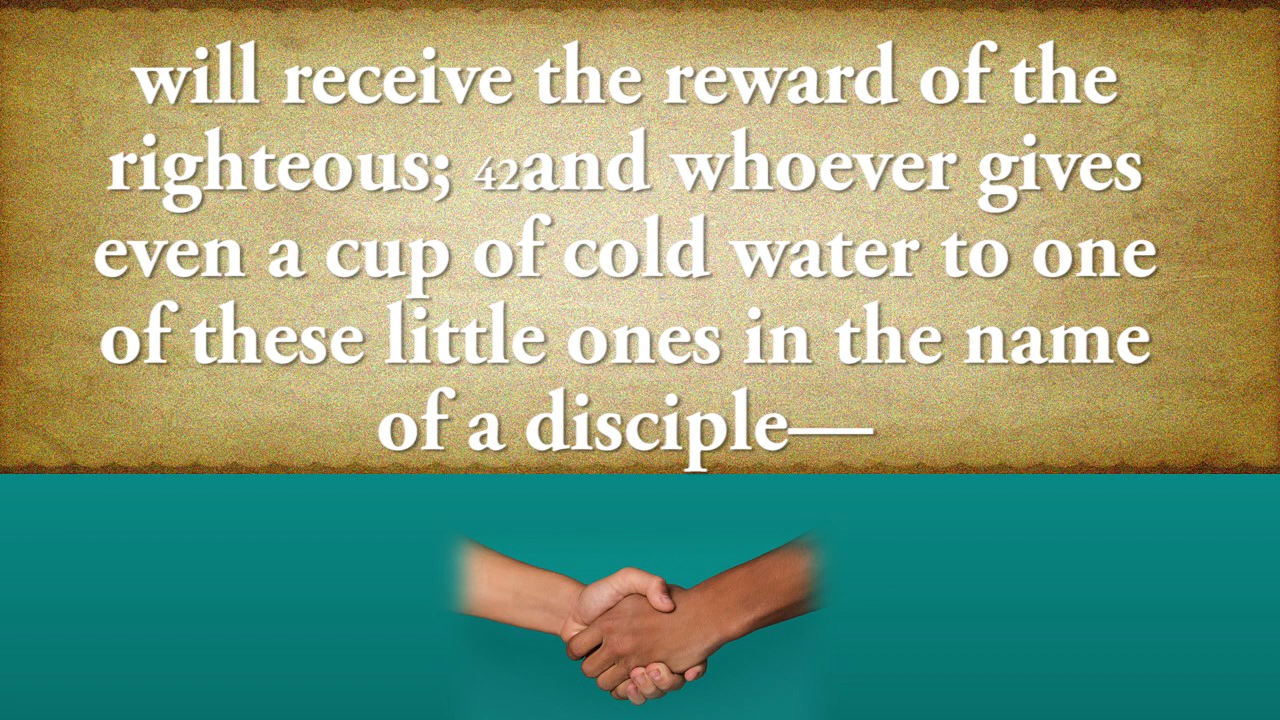 will receive the reward of the
righteous; 42and whoever gives
even a cup of cold water to one
of these little ones in the name
of a disciple—